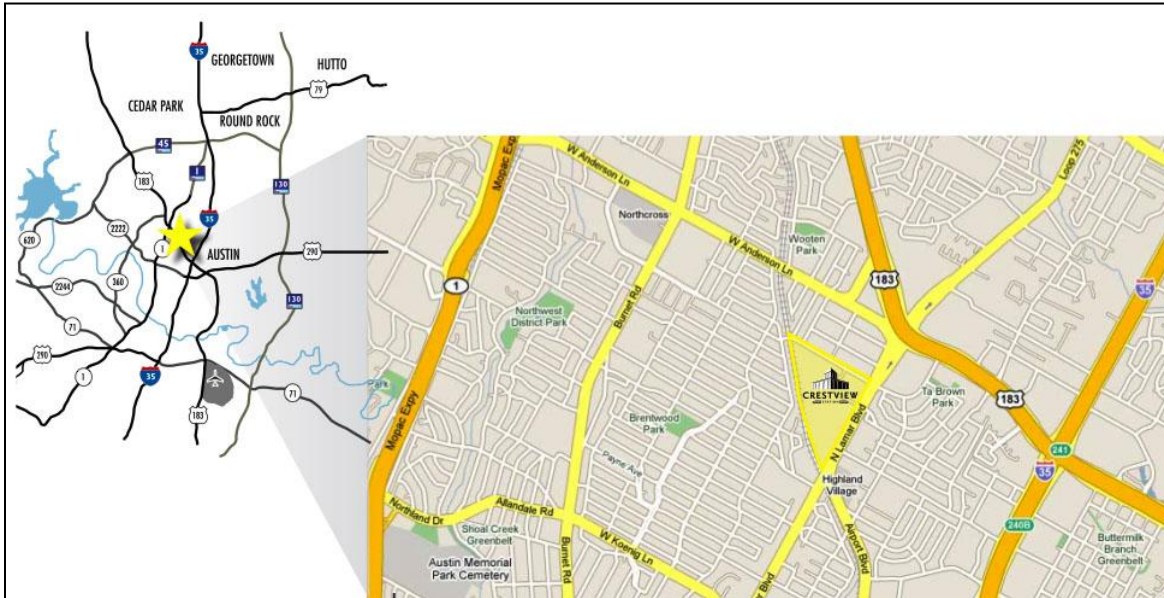 35
GEORGETOWN
HUTTO
79
CEDAR PARK
ROUND ROCK
45
1
183
130
35
2222
620
1
AUSTIN
290
2244
360
130
71
290
1
35
183
71
Mopac Expy
W Anderson Ln
Loop 275
Northcross
Wooten
Park
W Anderson Ln
183
35
1
Burnet Rd
Northwest
District Park
CRESTVIEW
Ta Brown
Park
183
Park
Brentwood
Park
N Lamar Blvd
Mopac Expy
Payne Ave
241
35
Highland
Village
Northland Dr
Allandale Rd
Shoal Creek
Greenbelt
W Koenig Ln
Airport Blvd
240B
Buttermilk
Branch
Greenbelt
Austin Memorial
Park Cemetery
Burnet Rd
Blvd